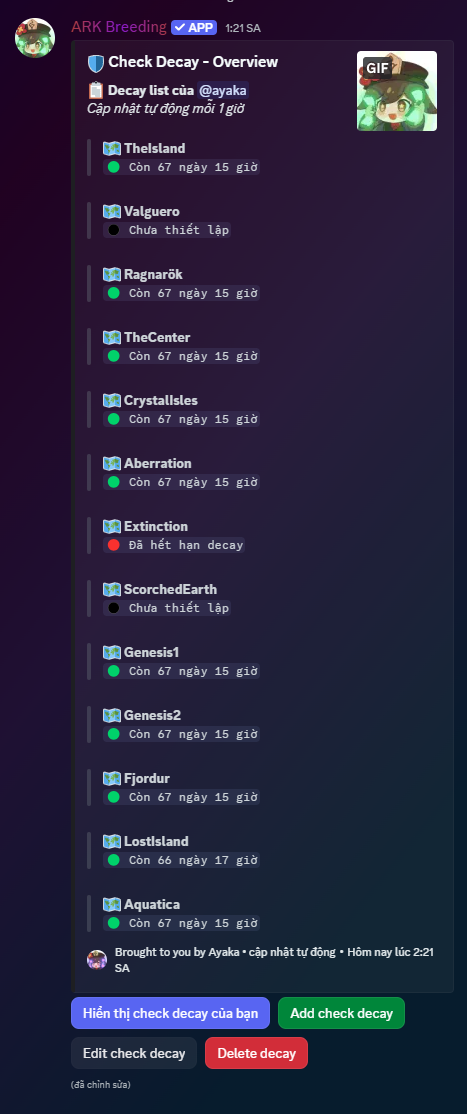 ARK Breeding ✓ APP 1:21 SA
Check Decay - Overview
GIF
Decay list của @ayaka
Cập nhật tự động mỗi 1 giờ
TheIsland
Còn 67 ngày 15 giờ
Valguero
Chưa thiết lập
Ragnarök
Còn 67 ngày 15 giờ
TheCenter
Còn 67 ngày 15 giờ
CrystalIsles
Còn 67 ngày 15 giờ
Aberration
Còn 67 ngày 15 giờ
Extinction
Đã hết hạn decay
ScorchedEarth
Chưa thiết lập
Genesis1
Còn 67 ngày 15 giờ
Genesis2
Còn 67 ngày 15 giờ
Fjordur
Còn 67 ngày 15 giờ
LostIsland
Còn 66 ngày 17 giờ
Aquatica
Còn 67 ngày 15 giờ
Brought to you by Ayaka • cập nhật tự động • Hôm nay lúc 2:21
SA
Hiển thị check decay của bạn
Add check decay
Edit check decay
Delete decay
(đã chỉnh sửa)